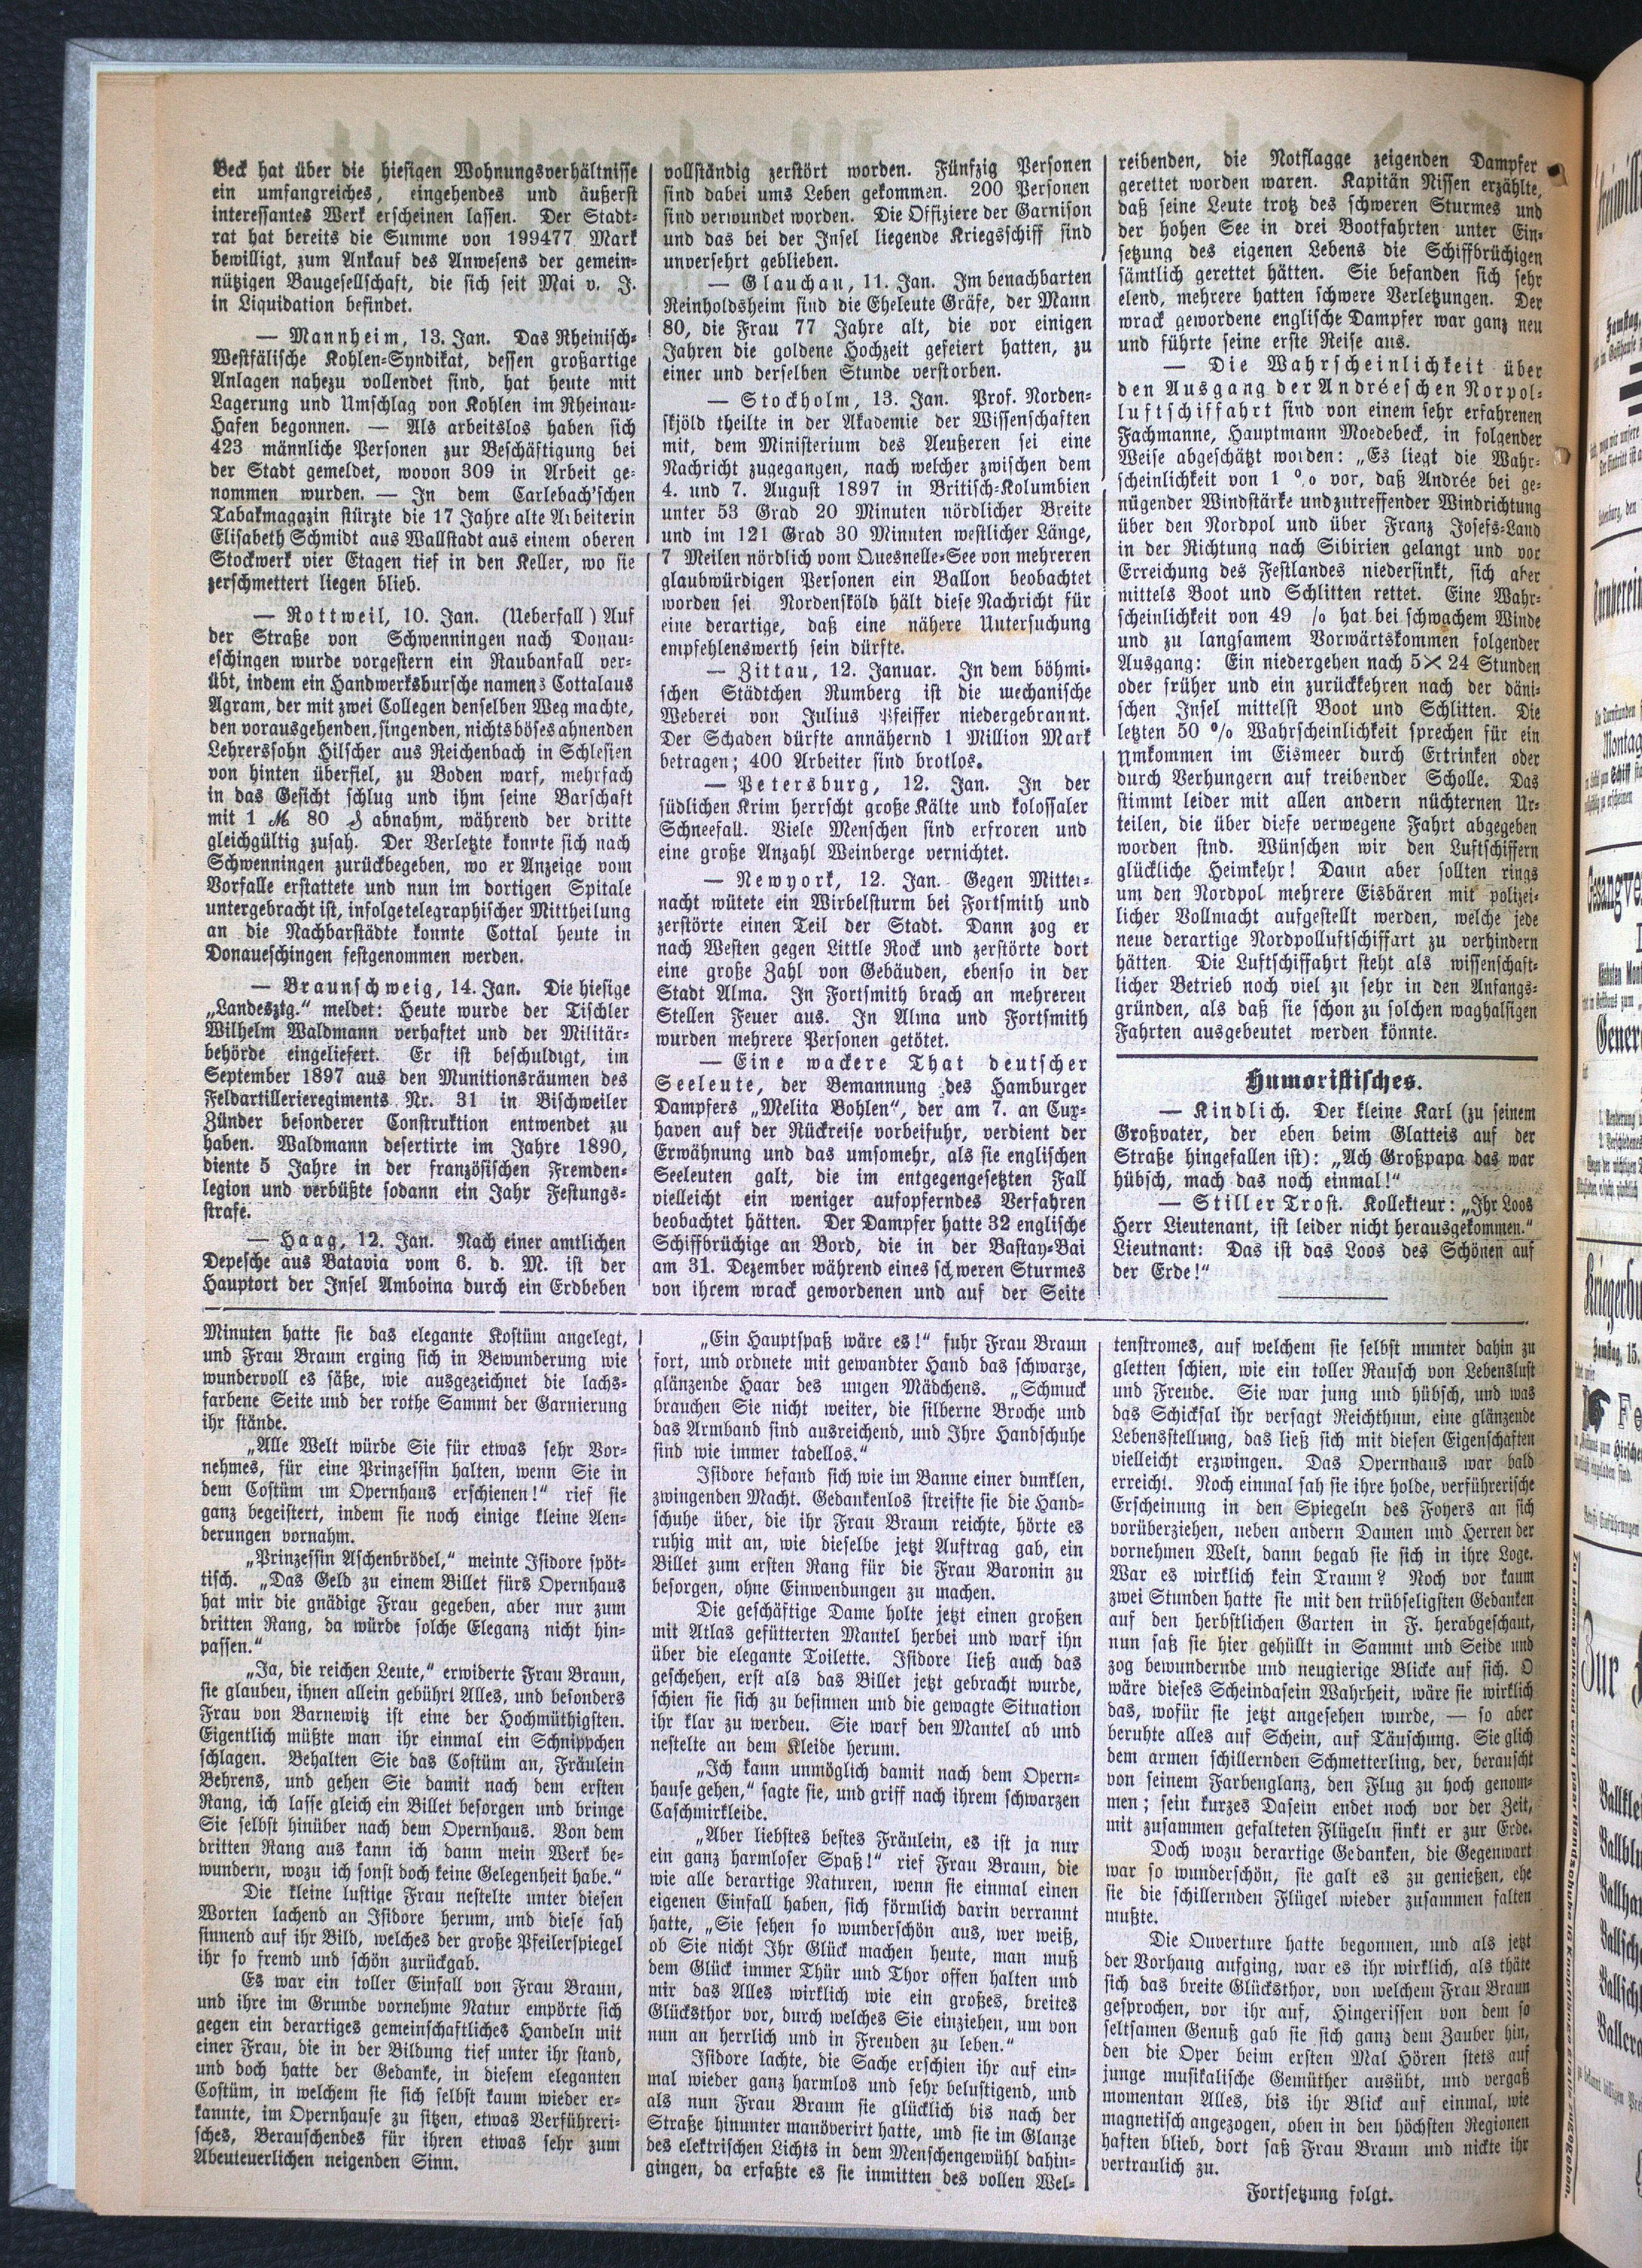 Beck hat über die hiesigen Wohnungsverhältnisse
ein umfangreiches, eingehendes und äußerst
interessantes Werk erscheinen lassen. Der Stadt-
rat hat bereits die Summe von 199477 Mark
bewilligt, zum Ankauf des Anwesens der gemein-
nützigen Baugesellschaft, die sich seit Mai v. J.
in Liquidation befindet.
— Mannheim, 13. Jan. Das Rheinisch-
Westfälische Kohlen-Syndikat, dessen großartige
Anlagen nahezu vollendet sind, hat heute mit
Lagerung und Umschlag von Kohlen im Rheinau-
Hafen begonnen. — Als arbeitslos haben sich
423 männliche Personen zur Beschäftigung bei
der Stadt gemeldet, wovon 309 in Arbeit ge-
nommen wurden. — In dem Carlebach'schen
Tabakmagazin stürzte die 17 Jahre alte Arbeiterin
Elisabeth Schmidt aus Wallstadt aus einem oberen
Stockwerk vier Etagen tief in den Keller, wo sie
zerschmettert liegen blieb.
— Rottweil, 10. Jan. (Ueberfall) Auf
der Straße von Schwenningen nach Donau-
eschingen wurde vorgestern ein Raubanfall ver-
übt, indem ein Handwerksbursche namens Cottalaus
Agram, der mit zwei Collegen denselben Weg machte,
den vorausgehenden, singenden, nichts böses ahnenden
Lehrerssohn Hilscher aus Reichenbach in Schlesien
von hinten überfiel, zu Boden warf, mehrfach
in das Gesicht schlug und ihm seine Barschaft
mit 1 ℳ 80 ₰ abnahm, während der dritte
gleichgültig zusah. Der Verletzte konnte sich nach
Schwenningen zurückbegeben, wo er Anzeige vom
Vorfalle erstattete und nun im dortigen Spitale
untergebracht ist, infolge telegraphischer Mittheilung
an die Nachbarstädte konnte Cottal heute in
Donaueschingen festgenommen werden.
— Braunschweig, 14. Jan. Die hiesige
„Landesztg.“ meldet: Heute wurde der Tischler
Wilhelm Waldmann verhaftet und der Militär-
behörde eingeliefert. Er ist beschuldigt, im
September 1897 aus den Munitionsräumen des
Feldartillerieregiments Nr. 31 in Bischweiler
Zünder besonderer Construktion entwendet zu
haben. Waldmann desertirte im Jahre 1890,
diente 5 Jahre in der französischen Fremden-
legion und verbüßte sodann ein Jahr Festungs-
strafe.
— Haag, 12. Jan. Nach einer amtlichen
Depesche aus Batavia vom 6. d. M. ist der
Hauptort der Insel Amboina durch ein Erdbeben
vollständig zerstört worden. Fünfzig Personen
sind dabei ums Leben gekommen. 200 Personen
sind verwundet worden. Die Offiziere der Garnison
und das bei der Insel liegende Kriegsschiff sind
unversehrt geblieben.
— Glauchau, 11. Jan. Im benachbarten
Reinholdsheim sind die Eheleute Gräfe, der Mann
80, die Frau 77 Jahre alt, die vor einigen
Jahren die goldene Hochzeit gefeiert hatten, zu
einer und derselben Stunde verstorben.
— Stockholm, 13. Jan. Prof. Norden-
skjöld theilte in der Akademie der Wissenschaften
mit, dem Ministerium des Aeußeren sei eine
Nachricht zugegangen, nach welcher zwischen dem
4. und 7. August 1897 in Britisch-Kolumbien
unter 53 Grad 20 Minuten nördlicher Breite
und im 121 Grad 30 Minuten westlicher Länge,
7 Meilen nördlich vom Quesnelle-See von mehreren
glaubwürdigen Personen ein Ballon beobachtet
worden sei. Nordensköld hält diese Nachricht für
eine derartige, daß eine nähere Untersuchung
empfehlenswerth sein dürfte.
— Zittau, 12. Januar. In dem böhmi-
schen Städtchen Rumberg ist die mechanische
Weberei von Julius Pfeiffer niedergebrannt.
Der Schaden dürfte annähernd 1 Million Mark
betragen; 400 Arbeiter sind brotlos.
— Petersburg, 12. Jan. In der
südlichen Krim herrscht große Kälte und kolossaler
Schneefall. Viele Menschen sind erfroren und
eine große Anzahl Weinberge vernichtet.
— Newyork, 12. Jan. Gegen Mitter-
nacht wütete ein Wirbelsturm bei Fortsmith und
zerstörte einen Teil der Stadt. Dann zog er
nach Westen gegen Little Rock und zerstörte dort
eine große Zahl von Gebäuden, ebenso in der
Stadt Alma. In Fortsmith brach an mehreren
Stellen Feuer aus. In Alma und Fortsmith
wurden mehrere Personen getötet.
— Eine wackere That deutscher
Seeleute, der Bemannung des Hamburger
Dampfers „Melita Bohlen“, der am 7. an Cux-
haven auf der Rückreise vorbeifuhr, verdient der
Erwähnung und das umsomehr, als sie englischen
Seeleuten galt, die im entgegengesetzten Fall
vielleicht ein weniger aufopferndes Verfahren
beobachtet hätten. Der Dampfer hatte 32 englische
Schiffbrüchige an Bord, die in der Bastay-Bai
am 31. Dezember während eines schweren Sturmes
von ihrem wrack gewordenen und auf der Seite
reibenden, die Notflagge zeigenden Dampfer
gerettet worden waren. Kapitän Nissen erzählte,
daß seine Leute trotz des schweren Sturmes und
der hohen See in drei Bootfahrten unter Ein-
setzung des eigenen Lebens die Schiffbrüchigen
sämtlich gerettet hätten. Sie befanden sich sehr
elend, mehrere hatten schwere Verletzungen. Der
wrack gewordene englische Dampfer war ganz neu
und führte seine erste Reise aus.
— Die Wahrscheinlichkeit über
den Ausgang der Andréeschen Norpol-
luftschiffahrt sind von einem sehr erfahrenen
Fachmanne, Hauptmann Moedebeck, in folgender
Weise abgeschätzt worden: „Es liegt die Wahr-
scheinlichkeit von 1 % vor, daß Andrée bei ge-
nügender Windstärke und zutreffender Windrichtung
über den Nordpol und über Franz Josefs-Land
in der Richtung nach Sibirien gelangt und vor
Erreichung des Festlandes niedersinkt, sich aber
mittels Boot und Schlitten rettet. Eine Wahr-
scheinlichkeit von 49 % hat bei schwachem Winde
und zu langsamem Vorwärtskommen folgender
Ausgang: Ein niedergehen nach 5×24 Stunden
oder früher und ein zurückkehren nach der däni-
schen Insel mittelst Boot und Schlitten. Die
letzten 50 % Wahrscheinlichkeit sprechen für ein
Umkommen im Eismeer durch Ertrinken oder
durch Verhungern auf treibender Scholle. Das
stimmt leider mit allen andern nüchternen Ur-
teilen, die über diese verwegene Fahrt abgegeben
worden sind. Wünschen wir den Luftschiffern
glückliche Heimkehr! Dann aber sollten rings
um den Nordpol mehrere Eisbären mit polizei-
licher Vollmacht aufgestellt werden, welche jede
neue derartige Nordpolluftschiffart zu verhindern
hätten. Die Luftschiffahrt steht als wissenschaft-
licher Betrieb noch viel zu sehr in den Anfangs-
gründen, als daß sie schon zu solchen waghalsigen
Fahrten ausgebeutet werden könnte.
Humoristisches.
— Kindlich. Der kleine Karl (zu seinem
Großvater, der eben beim Glatteis auf der
Straße hingefallen ist): „Ach Großpapa das war
hübsch, mach das noch einmal!“
— Stiller Trost. Kollekteur: „Ihr Loos
Herr Lieutenant, ist leider nicht herausgekommen.“
Lieutnant: Das ist das Loos des Schönen auf
der Erde!“
Minuten hatte sie das elegante Kostüm angelegt,
und Frau Braun erging sich in Bewunderung wie
wundervoll es säße, wie ausgezeichnet die lachs-
farbene Seite und der rothe Sammt der Garnierung
ihr stände.
„Alle Welt würde Sie für etwas sehr Vor-
nehmes, für eine Prinzessin halten, wenn Sie in
dem Costüm im Opernhaus erschienen!“ rief sie
ganz begeistert, indem sie noch einige kleine Aen-
derungen vornahm.
„Prinzessin Aschenbrödel,“ meinte Isidore spöt-
tisch. „Das Geld zu einem Billet fürs Opernhaus
hat mir die gnädige Frau gegeben, aber nur zum
dritten Rang, da würde solche Eleganz nicht hin-
passen.“
„Ja, die reichen Leute,“ erwiderte Frau Braun,
sie glauben, ihnen allein gebührt Alles, und besonders
Frau von Barnewitz ist eine der Hochmüthigsten.
Eigentlich müßte man ihr einmal ein Schnippchen
schlagen. Behalten Sie das Costüm an, Fräulein
Behrens, und gehen Sie damit nach dem ersten
Rang, ich lasse gleich ein Billet besorgen und bringe
Sie selbst hinüber nach dem Opernhaus. Von dem
dritten Rang aus kann ich dann mein Werk be-
wundern, wozu ich sonst doch keine Gelegenheit habe.“
Die kleine lustige Frau nestelte unter diesen
Worten lachend an Isidore herum, und diese sah
sinnend auf ihr Bild, welches der große Pfeilerspiegel
ihr so fremd und schön zurückgab.
Es war ein toller Einfall von Frau Braun,
und ihre im Grunde vornehme Natur empörte sich
gegen ein derartiges gemeinschaftliches Handeln mit
einer Frau, die in der Bildung tief unter ihr stand,
und doch hatte der Gedanke, in diesem eleganten
Costüm, in welchem sie sich selbst kaum wieder er-
kannte, im Opernhause zu sitzen, etwas Verführeri-
sches, Berauschendes für ihren etwas sehr zum
Abenteuerlichen neigenden Sinn.
„Ein Hauptspaß wäre es!“ fuhr Frau Braun
fort, und ordnete mit gewandter Hand das schwarze,
glänzende Haar des ungen Mädchens. „Schmuck
brauchen Sie nicht weiter, die silberne Broche und
das Armband sind ausreichend, und Ihre Handschuhe
sind wie immer tadellos.“
Isidore befand sich wie im Banne einer dunklen,
zwingenden Macht. Gedankenlos streifte sie die Hand-
schuhe über, die ihr Frau Braun reichte, hörte es
ruhig mit an, wie dieselbe jetzt Auftrag gab, ein
Billet zum ersten Rang für die Frau Baronin zu
besorgen, ohne Einwendungen zu machen.
Die geschäftige Dame holte jetzt einen großen
mit Atlas gefütterten Mantel herbei und warf ihn
über die elegante Toilette. Isidore ließ auch das
geschehen, erst als das Billet jetzt gebracht wurde,
schien sie sich zu besinnen und die gewagte Situation
ihr klar zu werden. Sie warf den Mantel ab und
nestelte an dem Kleide herum.
„Ich kann unmöglich damit nach dem Opern-
hause gehen,“ sagte sie, und griff nach ihrem schwarzen
Caschmirkleide.
„Aber liebstes bestes Fräulein, es ist ja nur
ein ganz harmloser Spaß!“ rief Frau Braun, die
wie alle derartige Naturen, wenn sie einmal einen
eigenen Einfall haben, sich förmlich darin verrannt
hatte, „Sie sehen so wunderschön aus, wer weiß,
ob Sie nicht Ihr Glück machen heute, man muß
dem Glück immer Thür und Thor offen halten und
mir das Alles wirklich wie ein großes, breites
Glücksthor vor, durch welches Sie einziehen, um von
nun an herrlich und in Freuden zu leben.“
Isidore lachte, die Sache erschien ihr auf ein-
mal wieder ganz harmlos und sehr belustigend, und
als nun Frau Braun sie glücklich bis nach der
Straße hinunter manöverirt hatte, und sie im Glanze
des elektrischen Lichts in dem Menschengewühl dahin-
gingen, da erfaßte es sie inmitten des vollen Wel-
tenstromes, auf welchem sie selbst munter dahin zu
gletten schien, wie ein toller Rausch von Lebenslust
und Freude. Sie war jung und hübsch, und was
das Schicksal ihr versagt Reichthum, eine glänzende
Lebensstellung, das ließ sich mit diesen Eigenschaften
vielleicht erzwingen. Das Opernhaus war bald
erreicht. Noch einmal sah sie ihre holde, verführerische
Erscheinung in den Spiegeln des Foyers an sich
vorüberziehen, neben andern Damen und Herren der
vornehmen Welt, dann begab sie sich in ihre Loge.
War es wirklich kein Traum? Noch vor kaum
zwei Stunden hatte sie mit den trübseligsten Gedanken
auf den herbstlichen Garten in F. herabgeschaut,
nun saß sie hier gehüllt in Sammt und Seide und
zog bewundernde und neugierige Blicke auf sich. O
wäre dieses Scheindasein Wahrheit, wäre sie wirklich
das, wofür sie jetzt angesehen wurde, — so aber
beruhte alles auf Schein, auf Täuschung. Sie glich
dem armen schillernden Schmetterling, der, berauscht
von seinem Farbenglanz, den Flug zu hoch genom-
men; sein kurzes Dasein endet noch vor der Zeit,
mit zusammen gefalteten Flügeln sinkt er zur Erde.
Doch wozu derartige Gedanken, die Gegenwart
war so wunderschön, sie galt es zu genießen, ehe
sie die schillernden Flügel wieder zusammen falten
mußte.
Die Ouverture hatte begonnen, und als jetzt
der Vorhang aufging, war es ihr wirklich, als thäte
sich das breite Glücksthor, von welchem Frau Braun
gesprochen, vor ihr auf, Hingerissen von dem so
seltsamen Genuß gab sie sich ganz dem Zauber hin,
den die Oper beim ersten Mal Hören stets auf
junge musikalische Gemüther ausübt, und vergaß
momentan Alles, bis ihr Blick auf einmal, wie
magnetisch angezogen, oben in den höchsten Regionen
haften blieb, dort saß Frau Braun und nickte ihr
vertraulich zu.
Fortsetzung folgt.